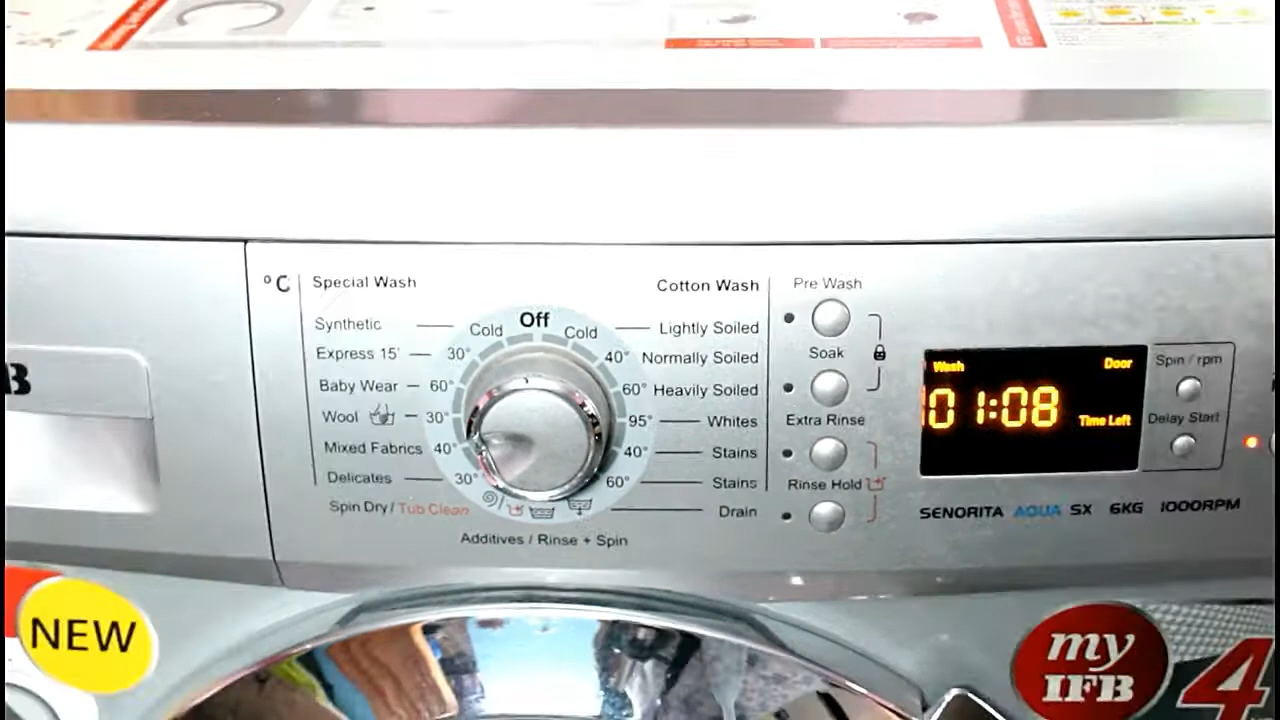 °C
Special Wash
Cotton Wash
Pre Wash
Off
Synthetic
Cold
Cold
Lightly Soiled
Express 15'
30°
40°
Normally Soiled
Soak
Baby Wear
60°
60°
Heavily Soiled
Wool
30°
95°
Whites
Extra Rinse
Mixed Fabrics
40°
40°
Stains
Delicates
30°
60°
Stains
Rinse Hold
Spin Dry / Tub Clean
Drain
Additives / Rinse + Spin
Wash
Door
01:08
Time Left
Spin / rpm
Delay Start
SENORITA AQUA SX 6KG 1000RPM
B
NEW
my
IFB
4